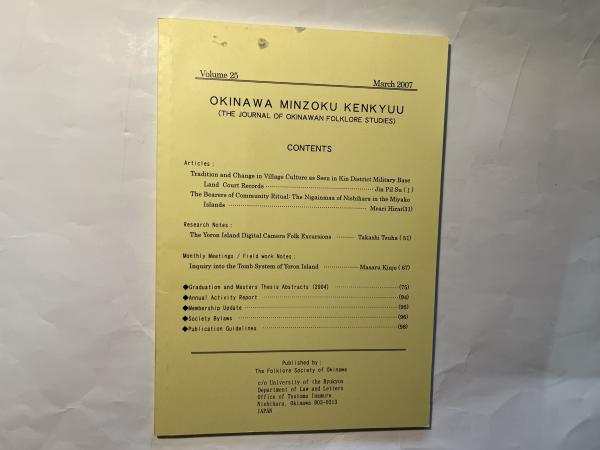 Volume 25 March 2007
OKINAWA MINZOKU KENKYUU
(THE JOURNAL OF OKINAWAN FOLKLORE STUDIES)
CONTENTS
Articles:
Tradition and Change in Village Culture as Seen in Kin District Military Base
Land Court Records Jin Pil Su (1)
The Bearers of Community Ritual: The Nigainmaa of Nishihara in the Miyako
Islands Meari Hirai(31)
Research Notes:
The Yoron Island Digital Camera Folk Excursions Takashi Tsuha (51)
Monthly Meetings / Field work Notes:
Inquiry into the Tomb System of Yoron Island Masaru Kinjo (67)
◆Graduation and Masters Thesis Abstracts (2004) (75)
◆Annual Activity Report (94)
◆Membership Update (95)
◆Society Bylaws (96)
◆Publication Guidelines (98)
Published by:
The Folklore Society of Okinawa
c/o University of the Ryukyus
Department of Law and Letters
Office of Tsutomu Inamura
Nishihara, Okinawa 903-0213
JAPAN